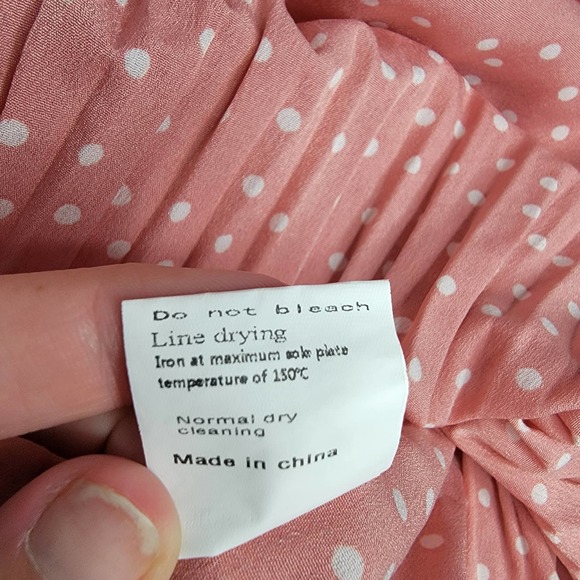 Do not bleach
Line drying
Iron at maximum sole plate
temperature of 150°C
Normal dry
cleaning
Made in china